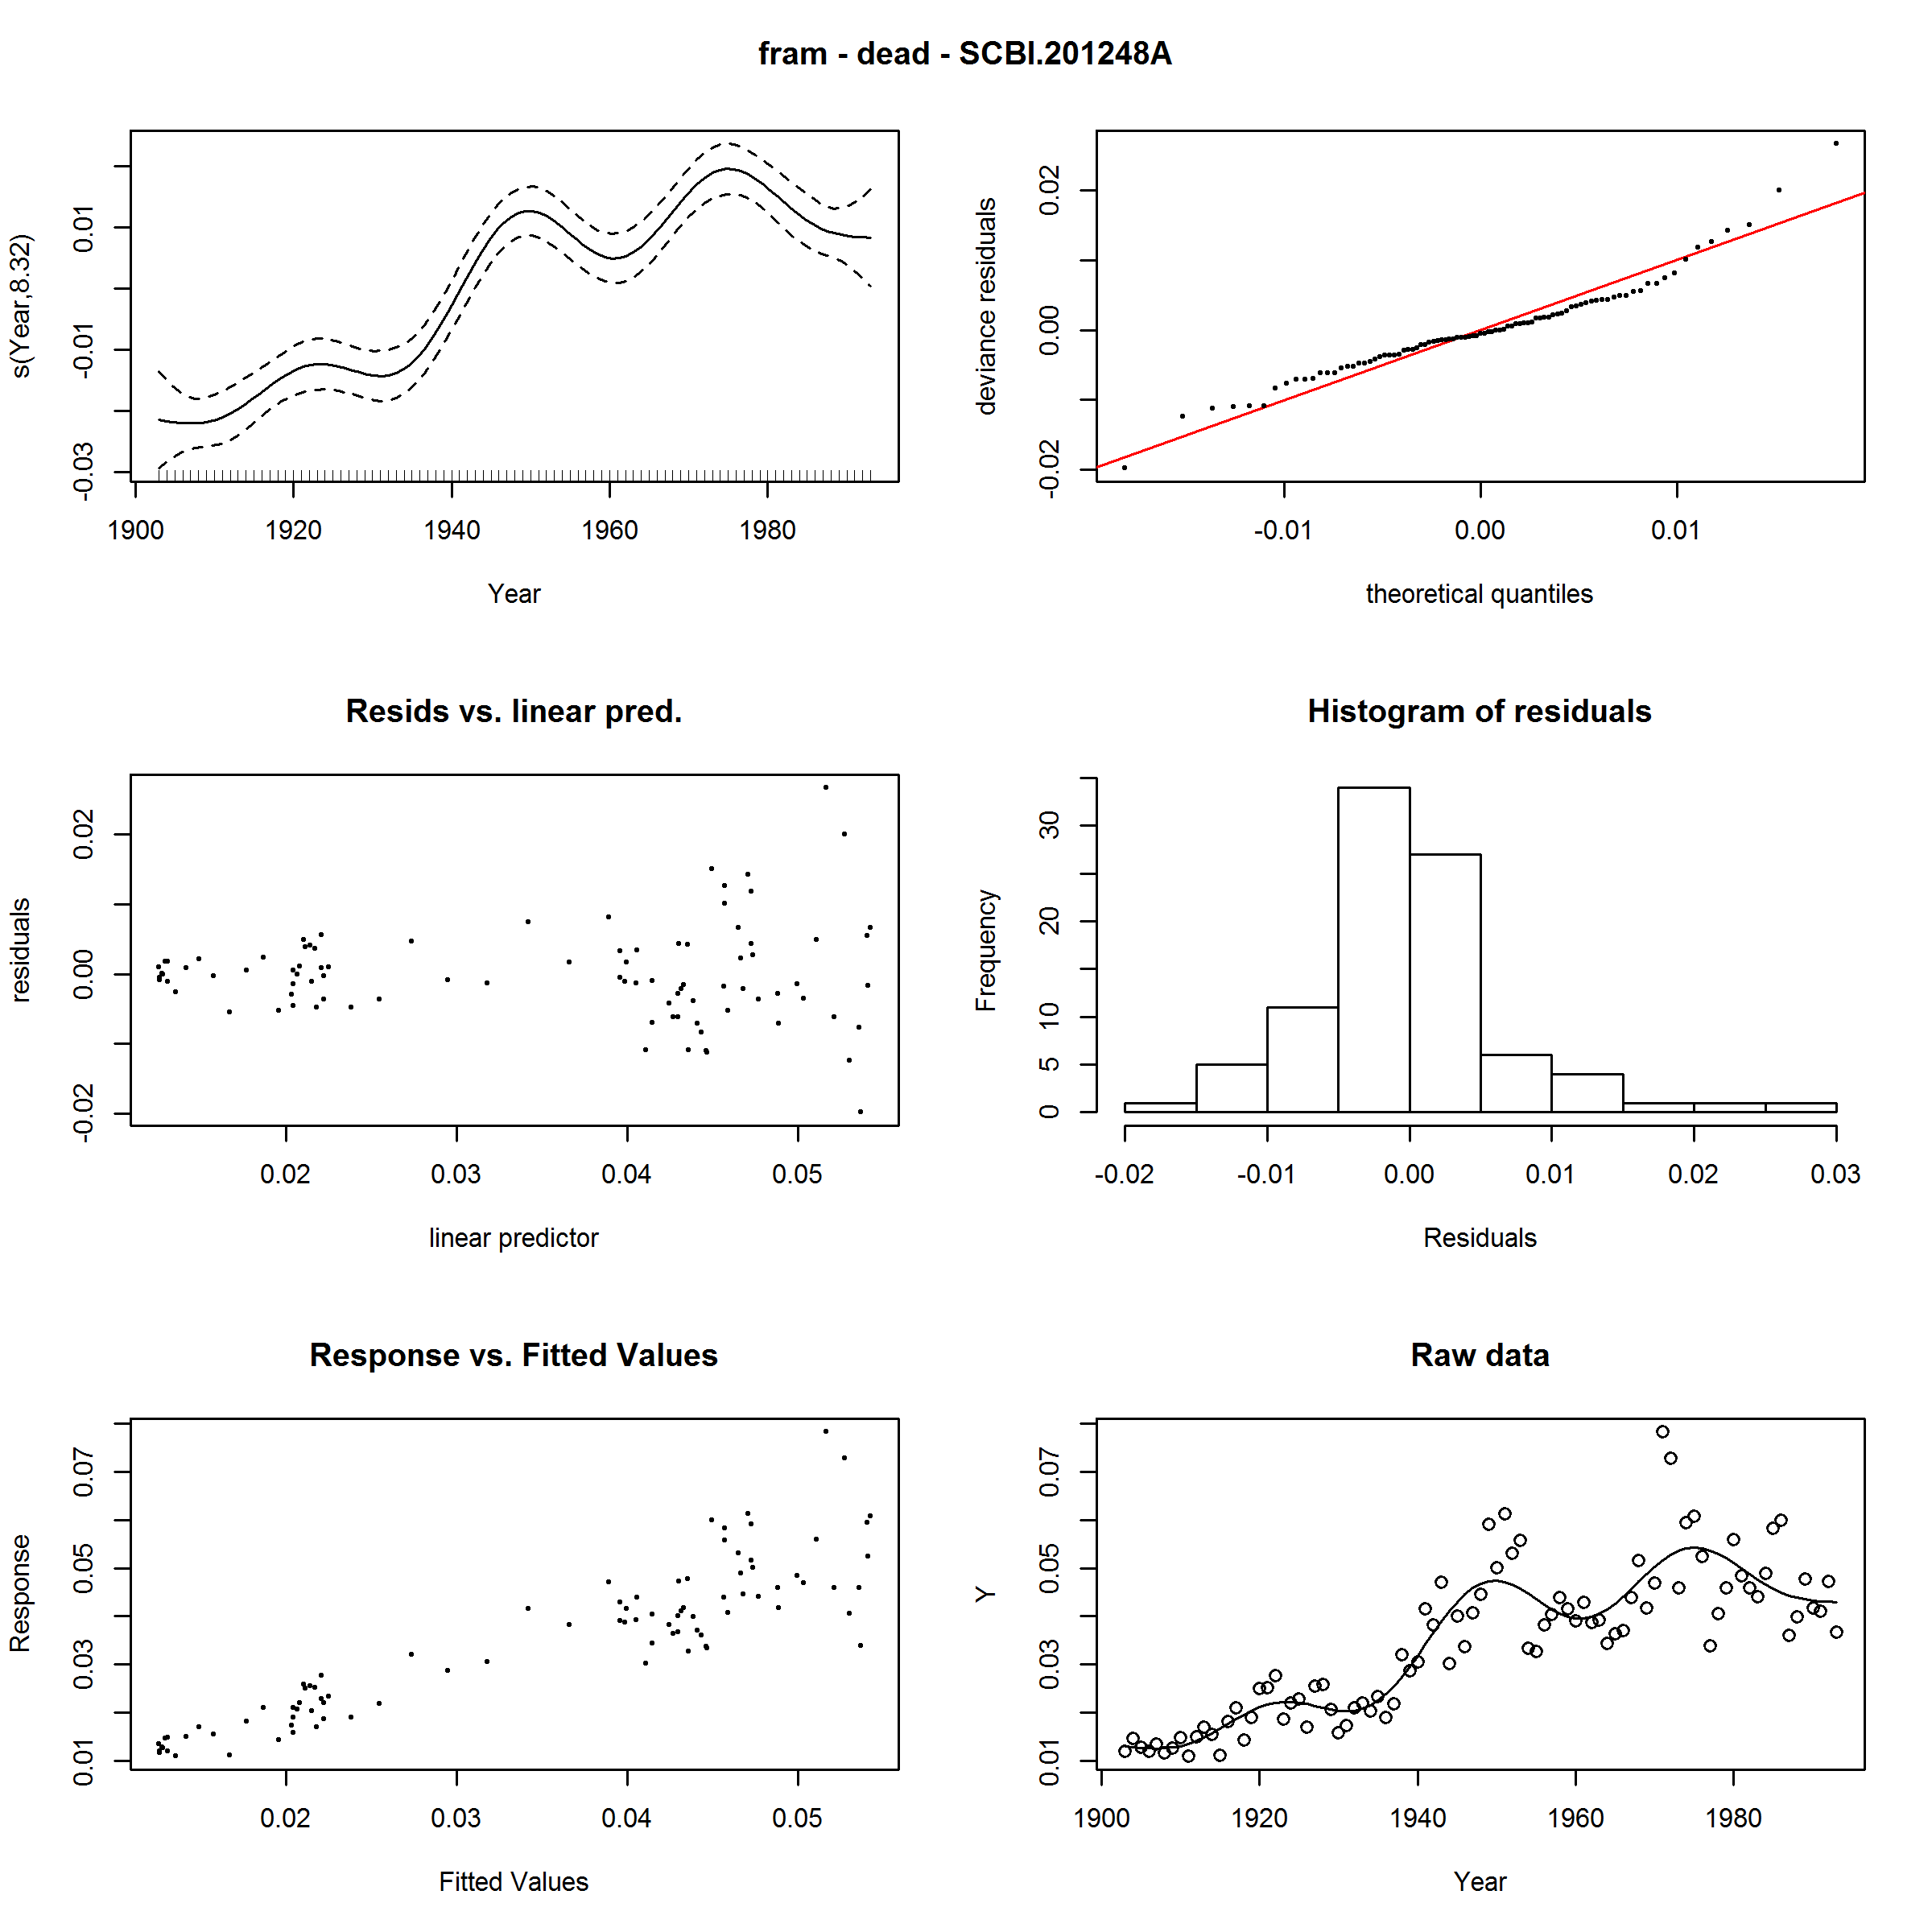 fram - dead - SCBI.201248A
s(Year,8.32)
0.01
-0.01
-0.03
1900 1920 1940 1960 1980
Year
deviance residuals
0.02
0.00
-0.02
-0.01 0.00 0.01
theoretical quantiles
Resids vs. linear pred.
residuals
0.02
0.00
-0.02
0.02 0.03 0.04 0.05
linear predictor
Histogram of residuals
Frequency
30
20
10
5
0
-0.02 -0.01 0.00 0.01 0.02 0.03
Residuals
Response vs. Fitted Values
Response
0.07
0.05
0.03
0.01
0.02 0.03 0.04 0.05
Fitted Values
Raw data
Y
0.07
0.05
0.03
0.01
1900 1920 1940 1960 1980
Year